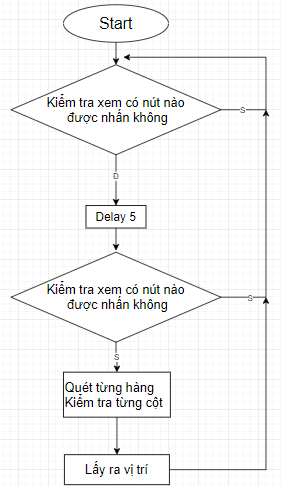 Start
Kiểm tra xem có nút nào
được nhấn không
S
Đ
Delay 5
Kiểm tra xem có nút nào
được nhấn không
S
S
Quét từng hàng
Kiểm tra từng cột
Lấy ra vị trí